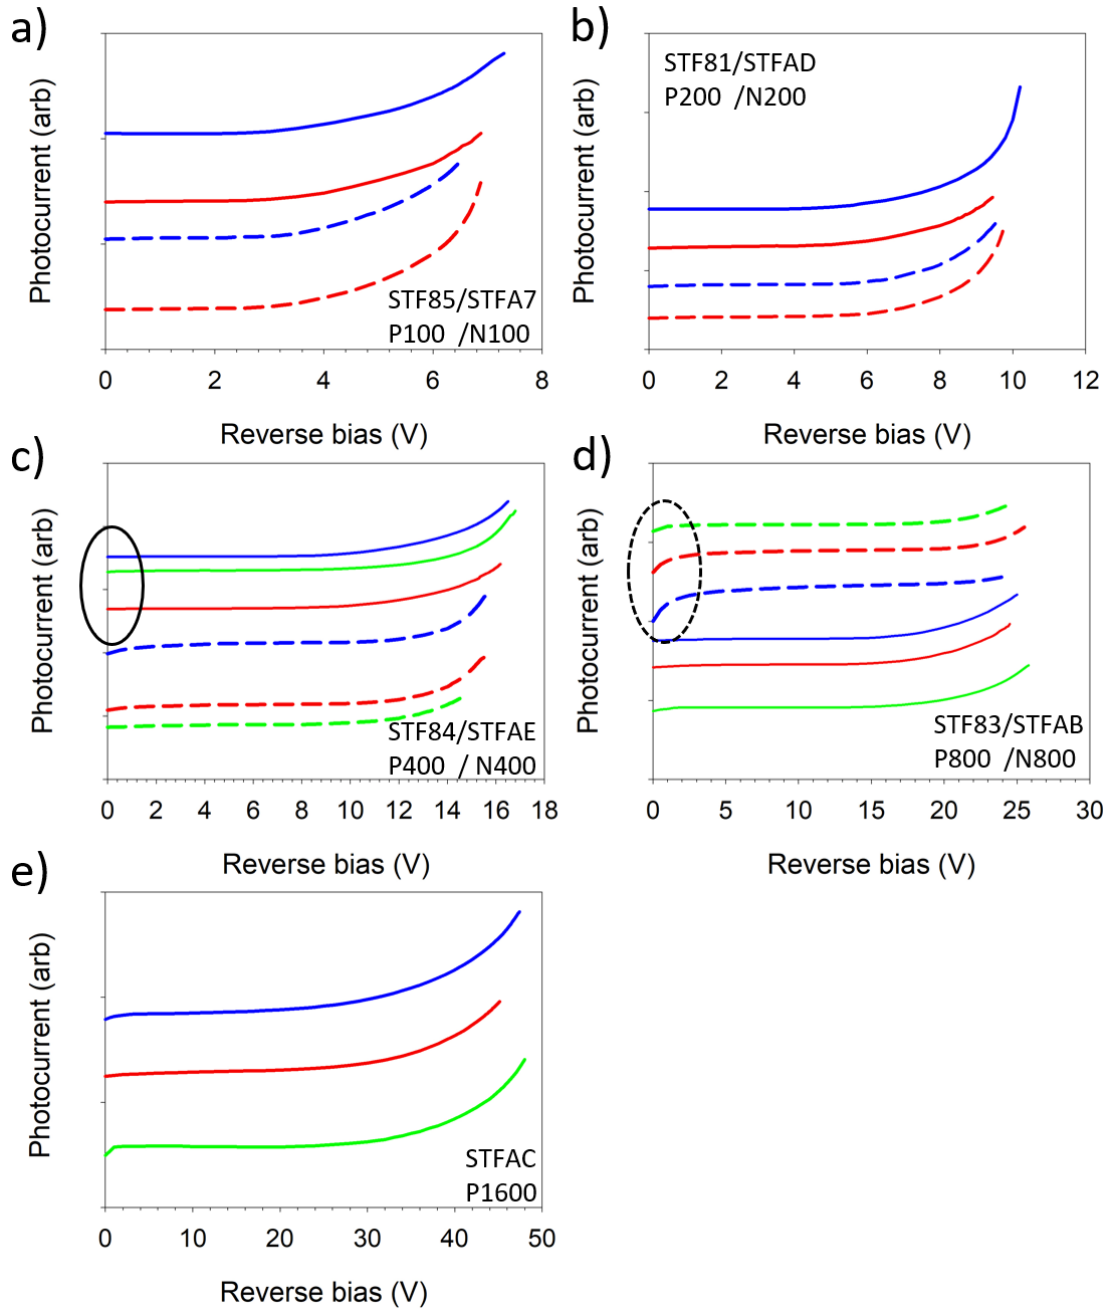 a)
Photocurrent (arb)
STF85/STFA7
P100 /N100
0 2 4 6 8
Reverse bias (V)
b)
Photocurrent (arb)
STF81/STFAD
P200 /N200
0 2 4 6 8 10 12
Reverse bias (V)
c)
Photocurrent (arb)
STF84/STFAE
P400 / N400
0 2 4 6 8 10 12 14 16 18
Reverse bias (V)
d)
Photocurrent (arb)
STF83/STFAB
P800 /N800
0 5 10 15 20 25 30
Reverse bias (V)
e)
Photocurrent (arb)
STFAC
P1600
0 10 20 30 40 50
Reverse bias (V)